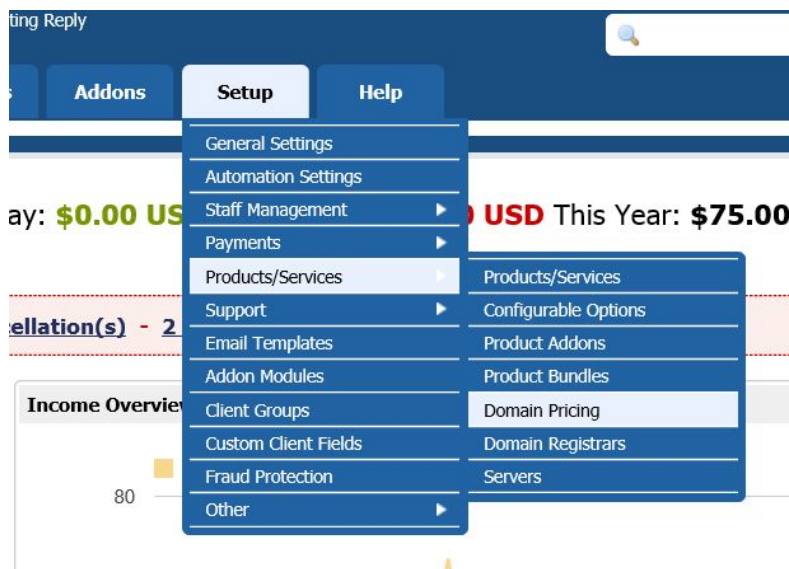 ting Reply
Addons Setup Help
General Settings
Automation Settings
ay: $0.00 US Staff Management USD This Year: $75.00
Payments
Products/Services Products/Services
Support Configurable Options
ellation(s) - 2 Email Templates Product Addons
Addon Modules Product Bundles
Income Overview Client Groups Domain Pricing
Custom Client Fields Domain Registrars
Fraud Protection Servers
80 Other